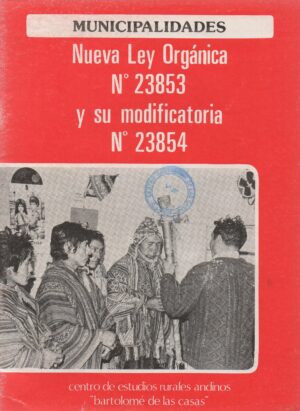 MUNICIPALIDADES
Nueva Ley Orgánica
N° 23853
y su modificatoria
N° 23854
centro de estudios rurales andinos
"bartolomé de las casas"